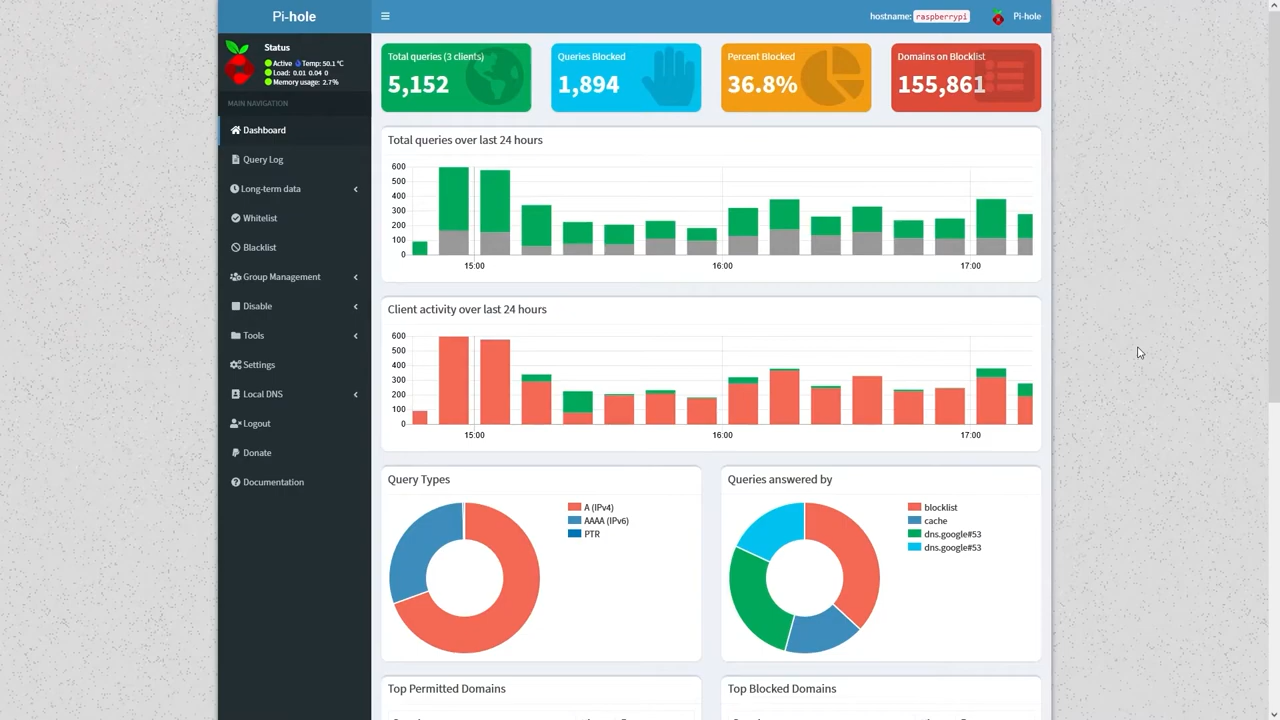 Pi-hole
hostname: raspberrypi
Pi-hole
Status
Active Temp: 50.1 °C
Load: 0.01 0.04 0
Memory usage: 2.7%
MAIN NAVIGATION
Dashboard
Query Log
Long-term data
Whitelist
Blacklist
Group Management
Disable
Tools
Settings
Local DNS
Logout
Donate
Documentation
Total queries (3 clients)
5,152
Queries Blocked
1,894
Percent Blocked
36.8%
Domains on Blocklist
155,861
Total queries over last 24 hours
600
500
400
300
200
100
0
15:00 16:00 17:00
Client activity over last 24 hours
600
500
400
300
200
100
0
15:00 16:00 17:00
Query Types
A (IPv4)
AAAA (IPv6)
PTR
Queries answered by
blocklist
cache
dns.google#53
dns.google#53
Top Permitted Domains
Top Blocked Domains